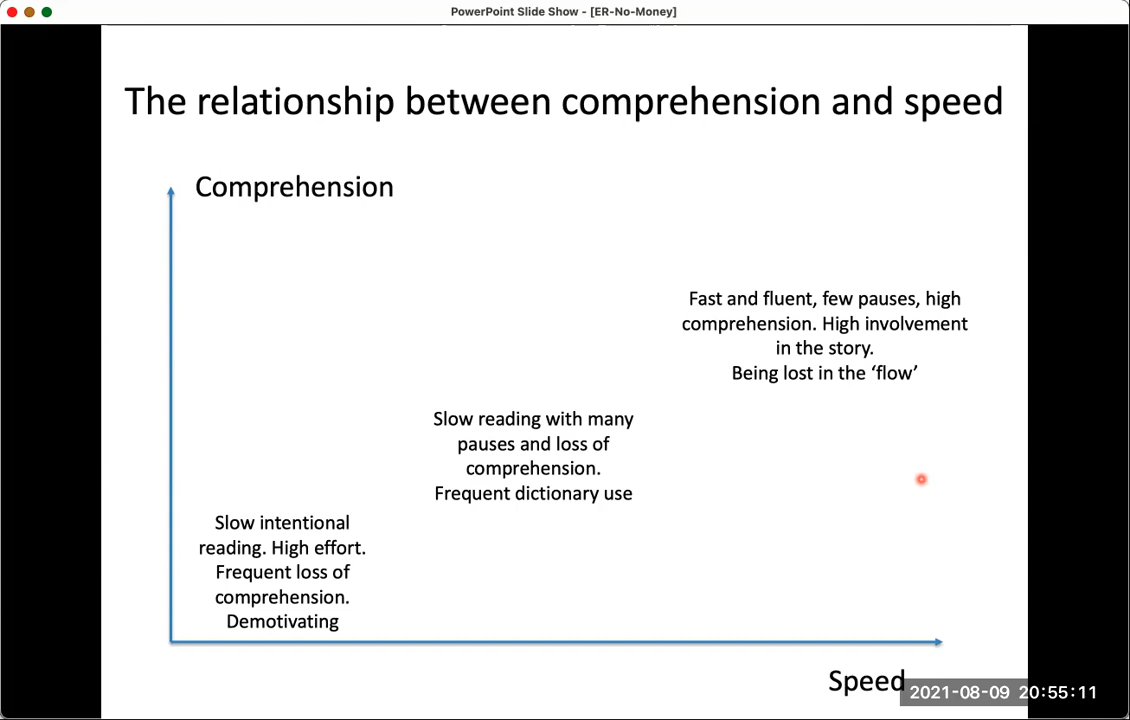 PowerPoint Slide Show - [ER-No-Money]
The relationship between comprehension and speed
Comprehension
Fast and fluent, few pauses, high
comprehension. High involvement
in the story.
Being lost in the ‘flow’
Slow reading with many
pauses and loss of
comprehension.
Frequent dictionary use
Slow intentional
reading. High effort.
Frequent loss of
comprehension.
Demotivating
Speed
2021-08-09 20:55:11